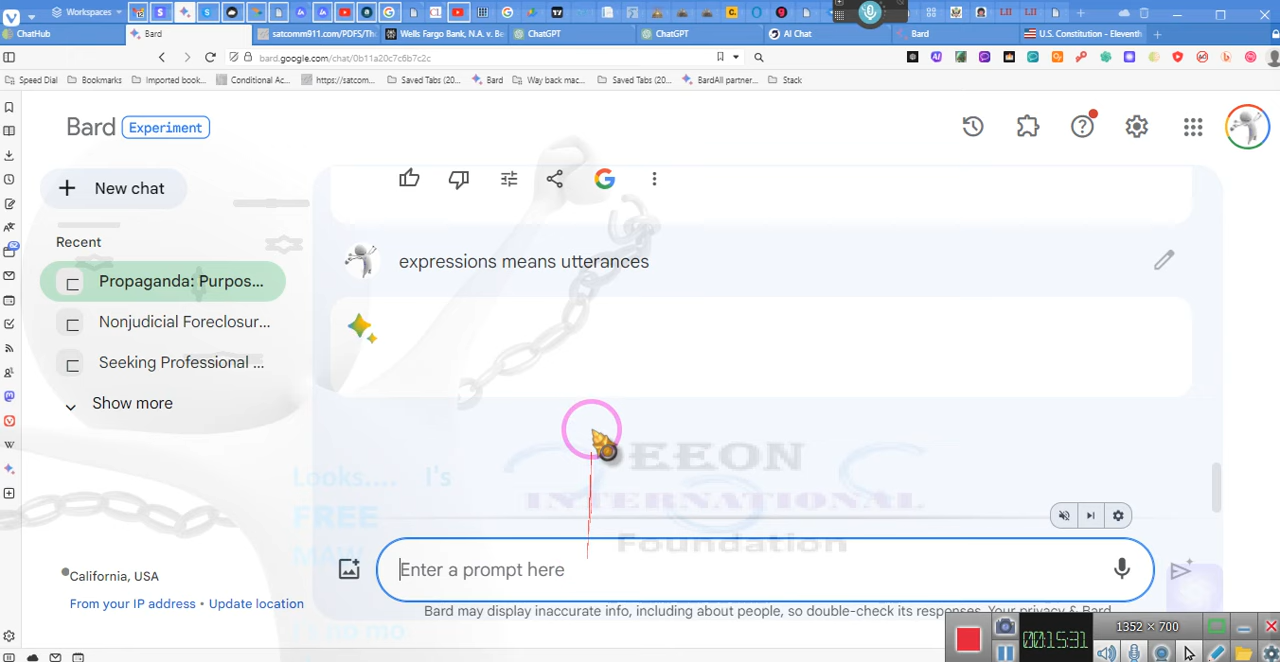 Workspaces
ChatHub
Bard
satcomm911.com/PDFS/Th
Wells Fargo Bank, N.A. v. Be
ChatGPT
ChatGPT
AI Chat
Bard
U.S. Constitution - Eleventh
bard.google.com/chat/0b11a20c7c6b7c2c
Speed Dial
Bookmarks
Imported book...
Conditional Ac...
https://satcom...
Saved Tabs (20...
Bard
Way back mac...
Saved Tabs (20...
BardAI partner...
Stack
Bard Experiment
New chat
Recent
Propaganda: Purpos...
Nonjudicial Foreclosur...
Seeking Professional ...
Show more
expressions means utterances
Looks.... I's
FREE
EEON
INTERNATIONAL
Foundation
Enter a prompt here
California, USA
From your IP address • Update location
Bard may display inaccurate info, including about people, so double-check its responses. Your privacy & Bard
1352 × 700
00:15:31